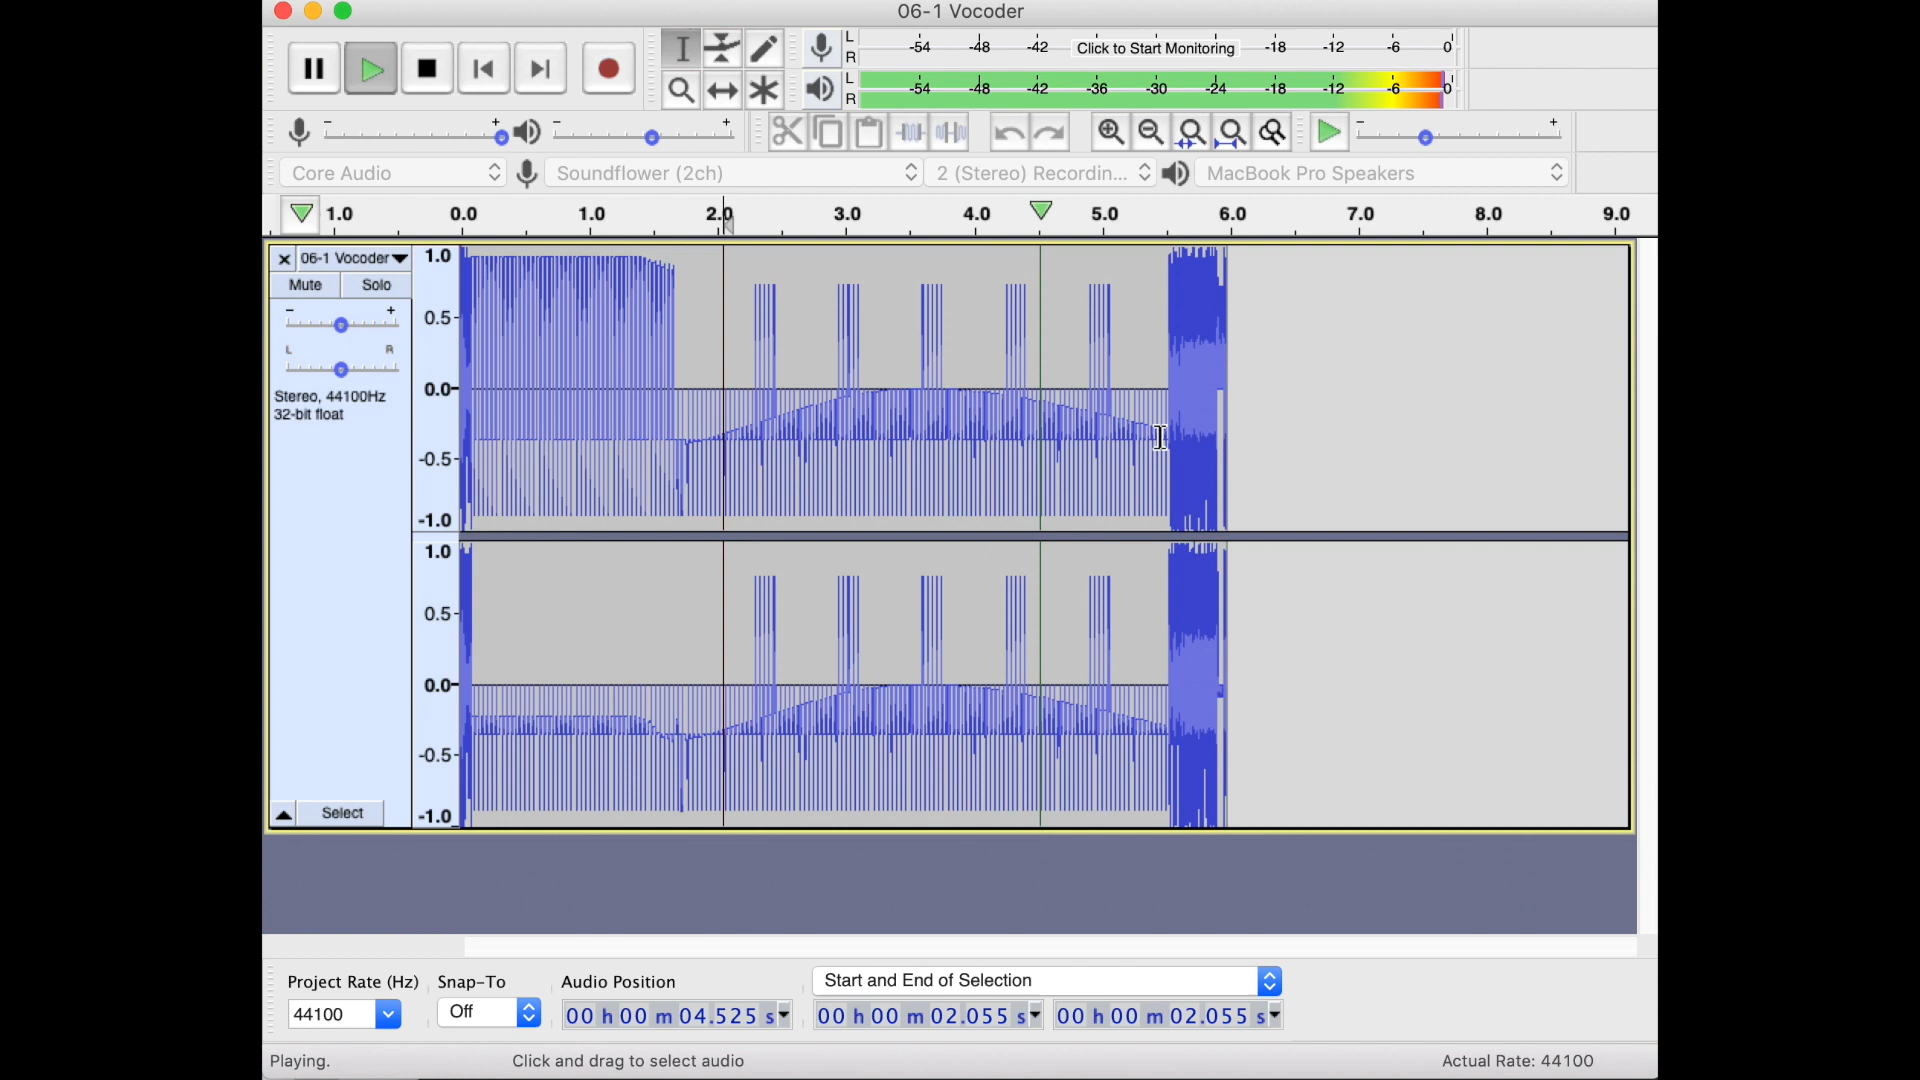 06-1 Vocoder
L
R
-54 -48 -42 Click to Start Monitoring -18 -12 -6 0
L
R
-54 -48 -42 -36 -30 -24 -18 -12 -6 0
- + - + - +
Core Audio Soundflower (2ch) 2 (Stereo) Recordin... MacBook Pro Speakers
1.0 0.0 1.0 2.0 3.0 4.0 5.0 6.0 7.0 8.0 9.0
06-1 Vocoder
Mute Solo
- +
L R
Stereo, 44100Hz
32-bit float
1.0
0.5
0.0
-0.5
-1.0
1.0
0.5
0.0
-0.5
-1.0
Select
Project Rate (Hz) Snap-To Audio Position Start and End of Selection
44100 Off 00 h 00 m 04.525 s 00 h 00 m 02.055 s 00 h 00 m 02.055 s
Playing. Click and drag to select audio Actual Rate: 44100